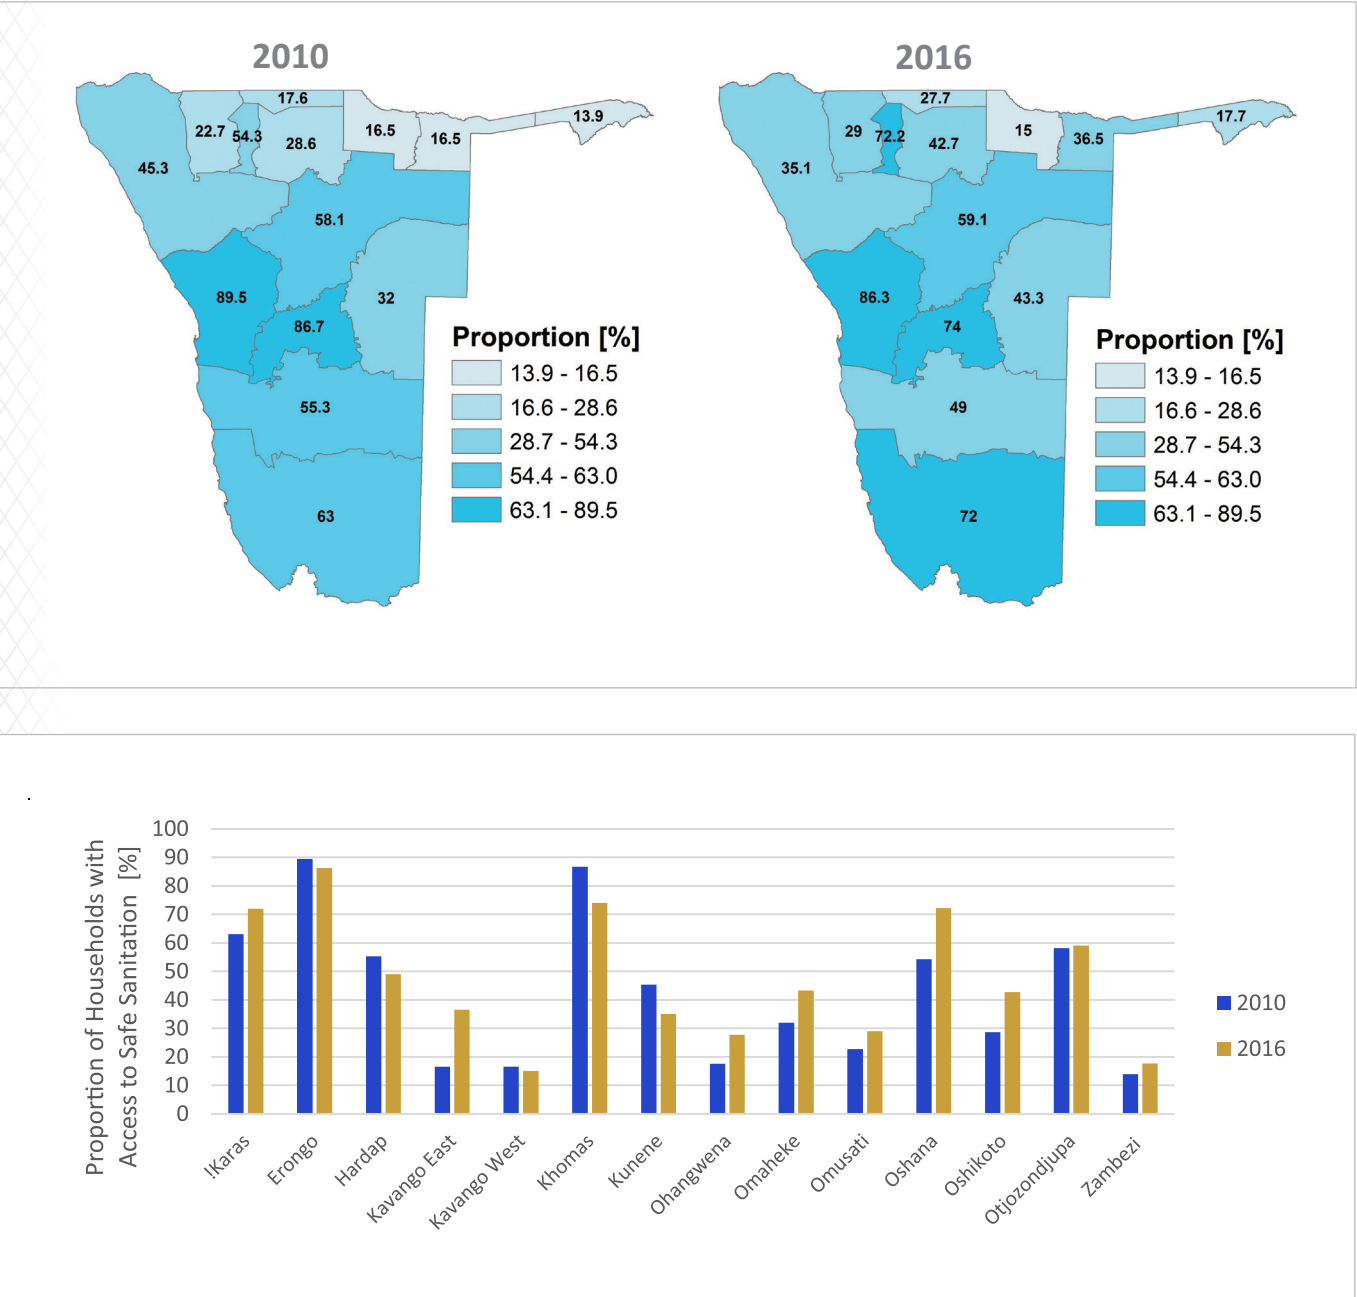 2010
17.6
22.7
54.3
28.6
16.5
16.5
13.9
45.3
58.1
89.5
32
86.7
55.3
63
Proportion [%]
13.9 - 16.5
16.6 - 28.6
28.7 - 54.3
54.4 - 63.0
63.1 - 89.5
2016
27.7
29
72.2
42.7
15
36.5
17.7
35.1
59.1
86.3
43.3
74
49
72
Proportion [%]
13.9 - 16.5
16.6 - 28.6
28.7 - 54.3
54.4 - 63.0
63.1 - 89.5
Proportion of Households with
Access to Safe Sanitation [%]
100
90
80
70
60
50
40
30
20
10
0
!Karas
Erongo
Hardap
Kavango East
Kavango West
Khomas
Kunene
Ohangwena
Omaheke
Omusati
Oshana
Oshikoto
Otjozondjupa
Zambezi
2010
2016